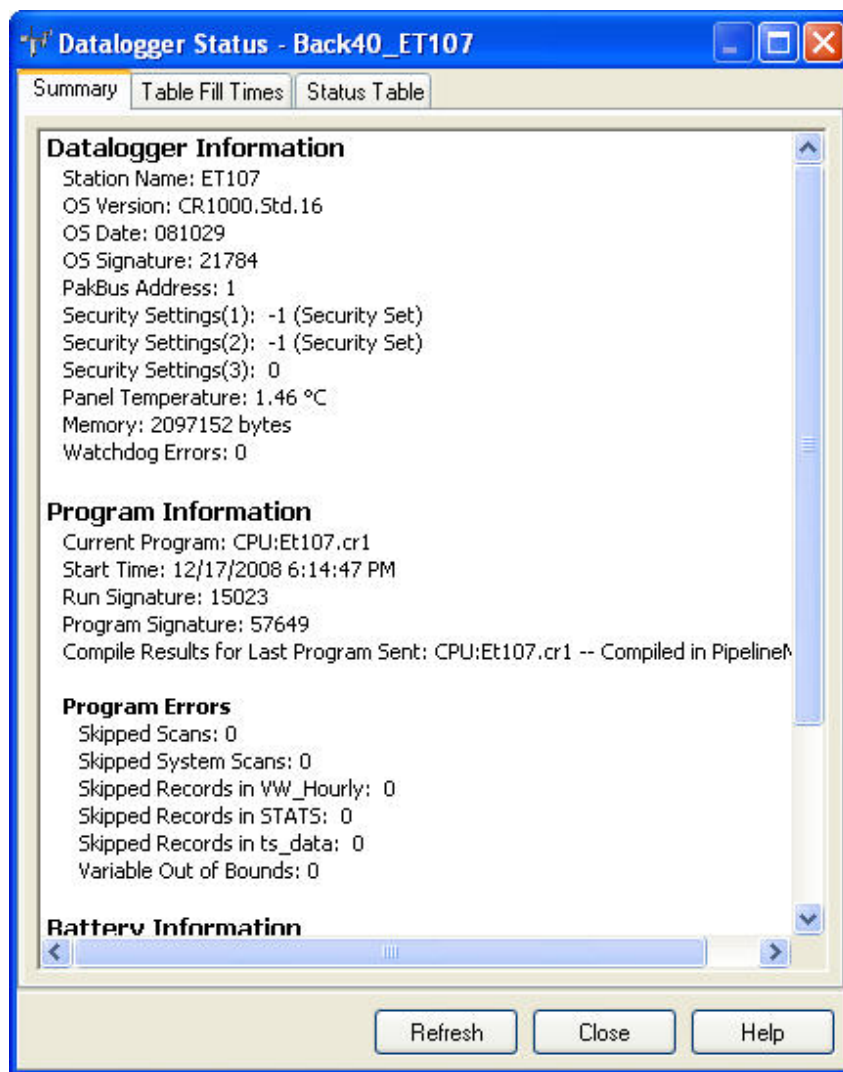 Datalogger Status - Back40_ET107
Summary
Table Fill Times
Status Table
Datalogger Information
Station Name: ET107
OS Version: CR1000.Std.16
OS Date: 081029
OS Signature: 21784
PakBus Address: 1
Security Settings(1):  -1 (Security Set)
Security Settings(2):  -1 (Security Set)
Security Settings(3):  0
Panel Temperature: 1.46 °C
Memory: 2097152 bytes
Watchdog Errors: 0
Program Information
Current Program: CPU:Et107.cr1
Start Time: 12/17/2008 6:14:47 PM
Run Signature: 15023
Program Signature: 57649
Compile Results for Last Program Sent: CPU:Et107.cr1 -- Compiled in Pipeline
Program Errors
Skipped Scans: 0
Skipped System Scans: 0
Skipped Records in VW_Hourly:  0
Skipped Records in STATS:  0
Skipped Records in ts_data:  0
Variable Out of Bounds: 0
Battery Information
Refresh
Close
Help